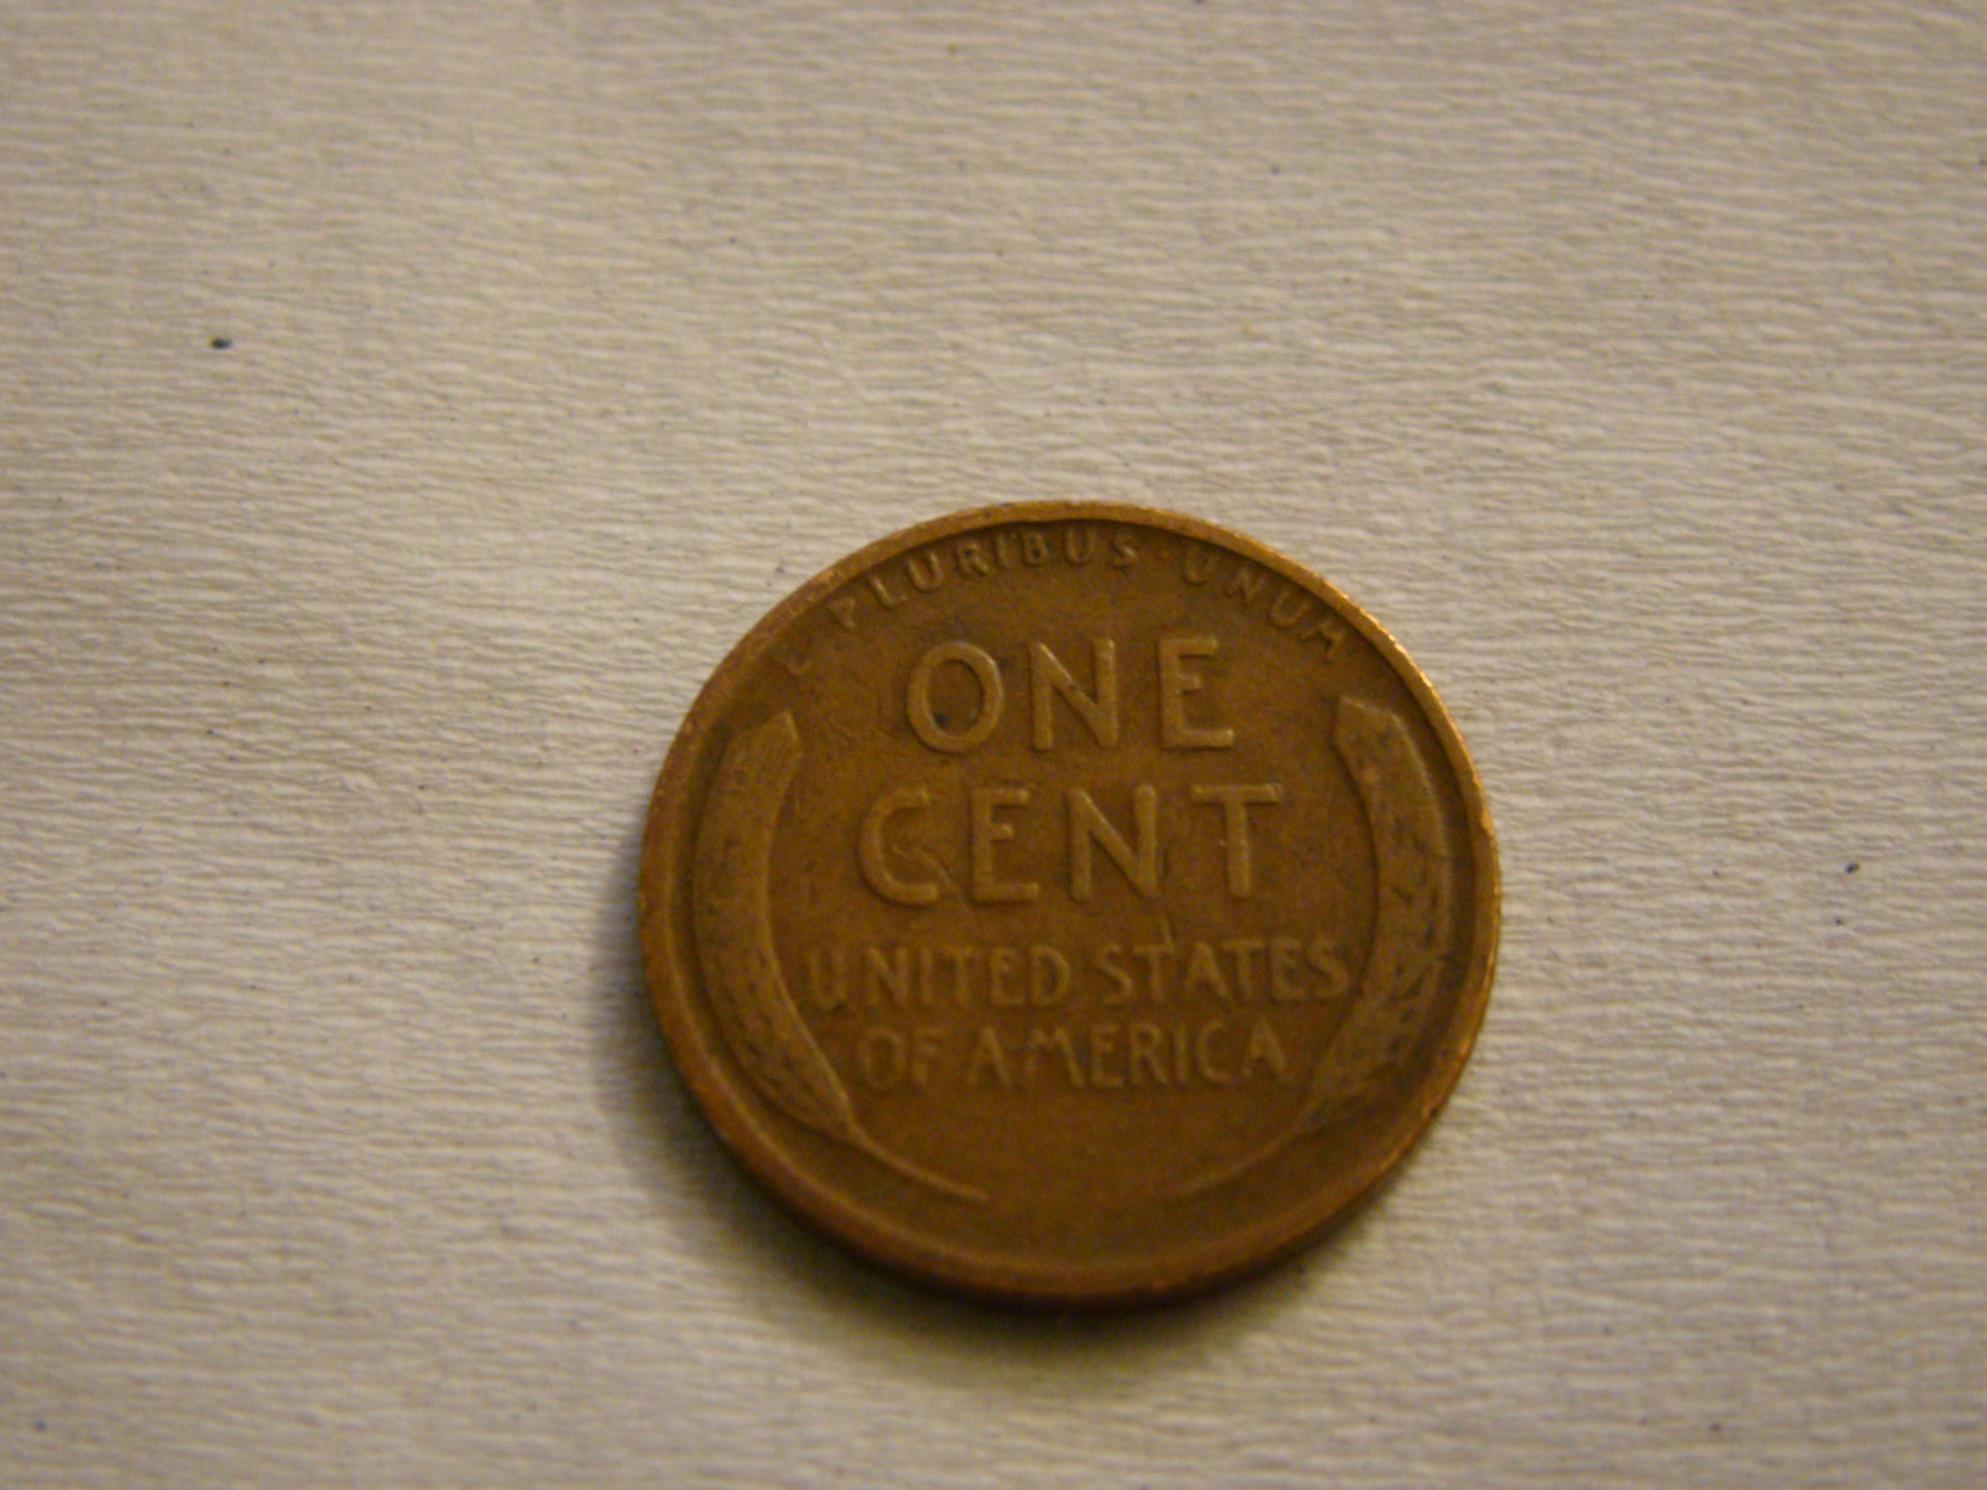 E PLURIBUS UNUM
ONE
CENT
UNITED STATES
OF AMERICA